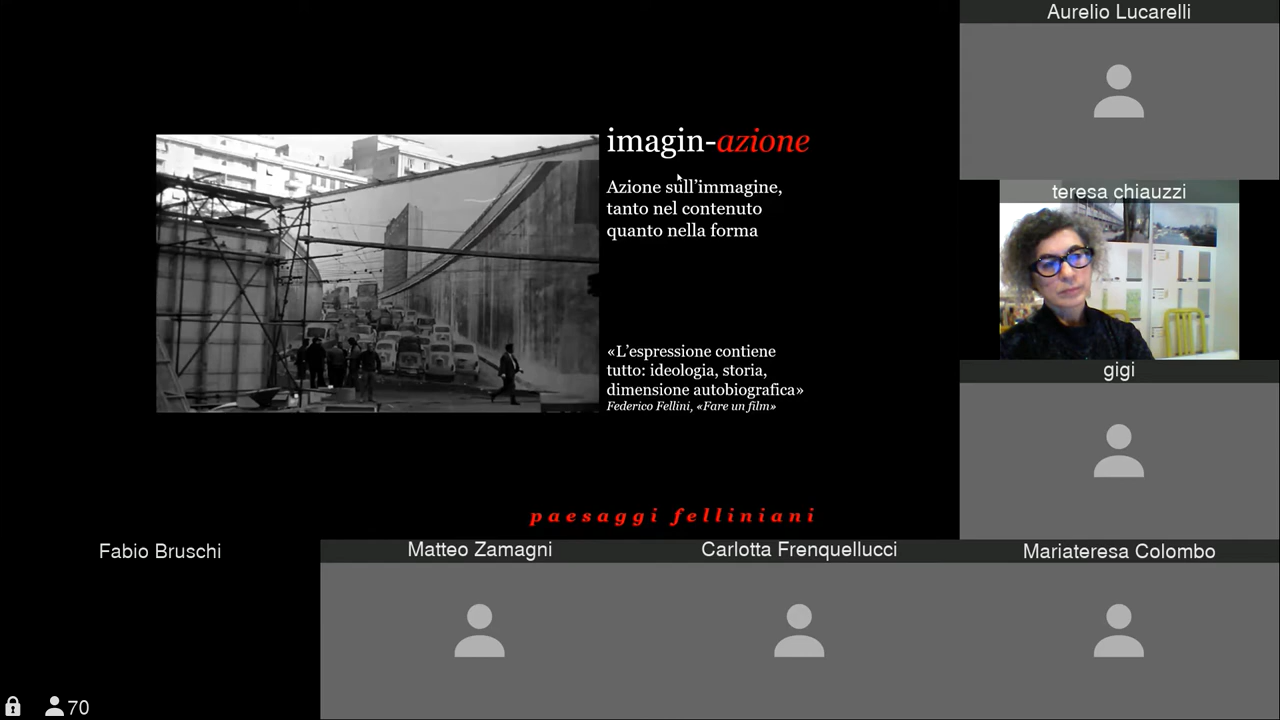 Aurelio Lucarelli
imagin-azione
Azione sull’immagine,
tanto nel contenuto
quanto nella forma
teresa chiauzzi
«L’espressione contiene
tutto: ideologia, storia,
dimensione autobiografica»
Federico Fellini, «Fare un film»
gigi
paesaggi felliniani
Fabio Bruschi
Matteo Zamagni
Carlotta Frenquellucci
Mariateresa Colombo
70